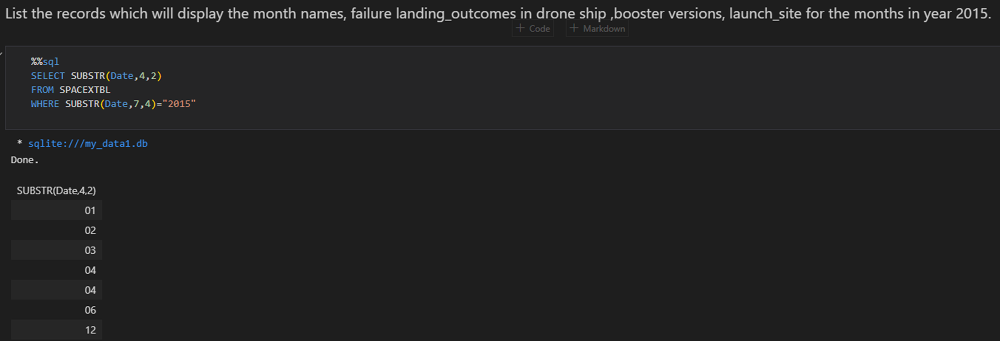 List the records which will display the month names, failure landing_outcomes in drone ship ,booster versions, launch_site for the months in year 2015.
+ Code + Markdown
%%sql
SELECT SUBSTR(Date,4,2)
FROM SPACEXTBL
WHERE SUBSTR(Date,7,4)="2015"
* sqlite:///my_data1.db
Done.
SUBSTR(Date,4,2)
01
02
03
04
04
06
12